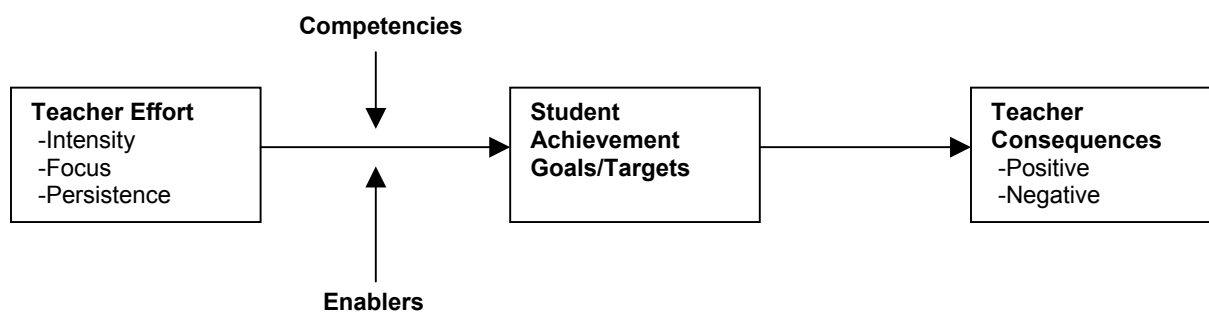 Competencies
Teacher Effort
-Intensity
-Focus
-Persistence
Student
Achievement
Goals/Targets
Teacher
Consequences
-Positive
-Negative
Enablers